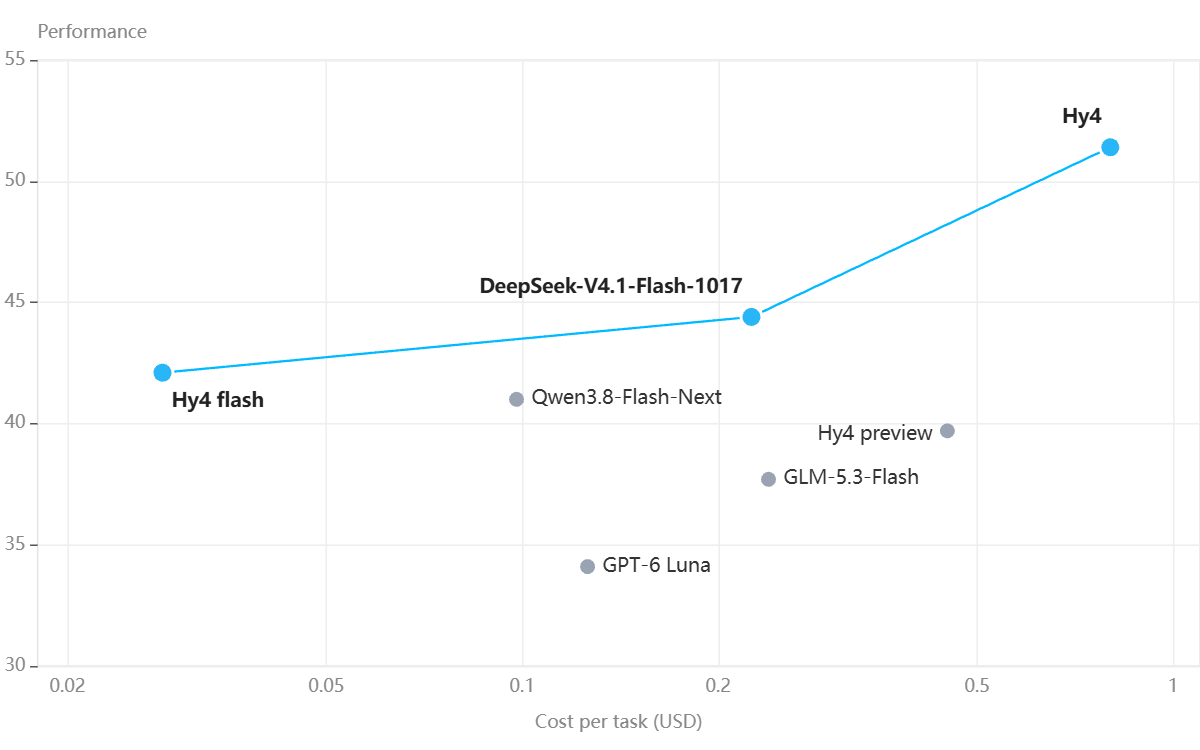 Performance
55
Hy4
50
DeepSeek-V4.1-Flash-1017
45
Hy4 flash
Qwen3.8-Flash-Next
40
Hy4 preview
GLM-5.3-Flash
35
GPT-6 Luna
30
0.02 0.05 0.1 0.2 0.5 1
Cost per task (USD)